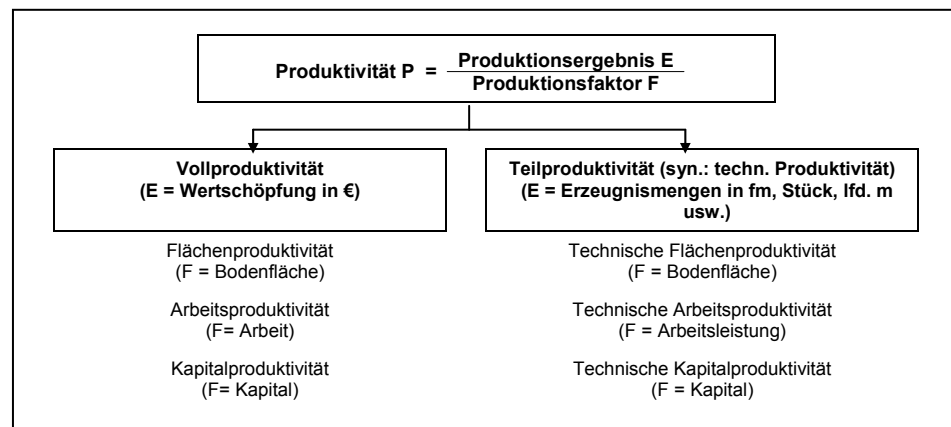 Produktivität P = Produktionsergebnis E
Produktionsfaktor F
Vollproduktivität
(E = Wertschöpfung in €)
Teilproduktivität (syn.: techn. Produktivität)
(E = Erzeugnismengen in fm, Stück, lfd. m
usw.)
Flächenproduktivität
(F = Bodenfläche)
Arbeitsproduktivität
(F= Arbeit)
Kapitalproduktivität
(F= Kapital)
Technische Flächenproduktivität
(F = Bodenfläche)
Technische Arbeitsproduktivität
(F = Arbeitsleistung)
Technische Kapitalproduktivität
(F = Kapital)